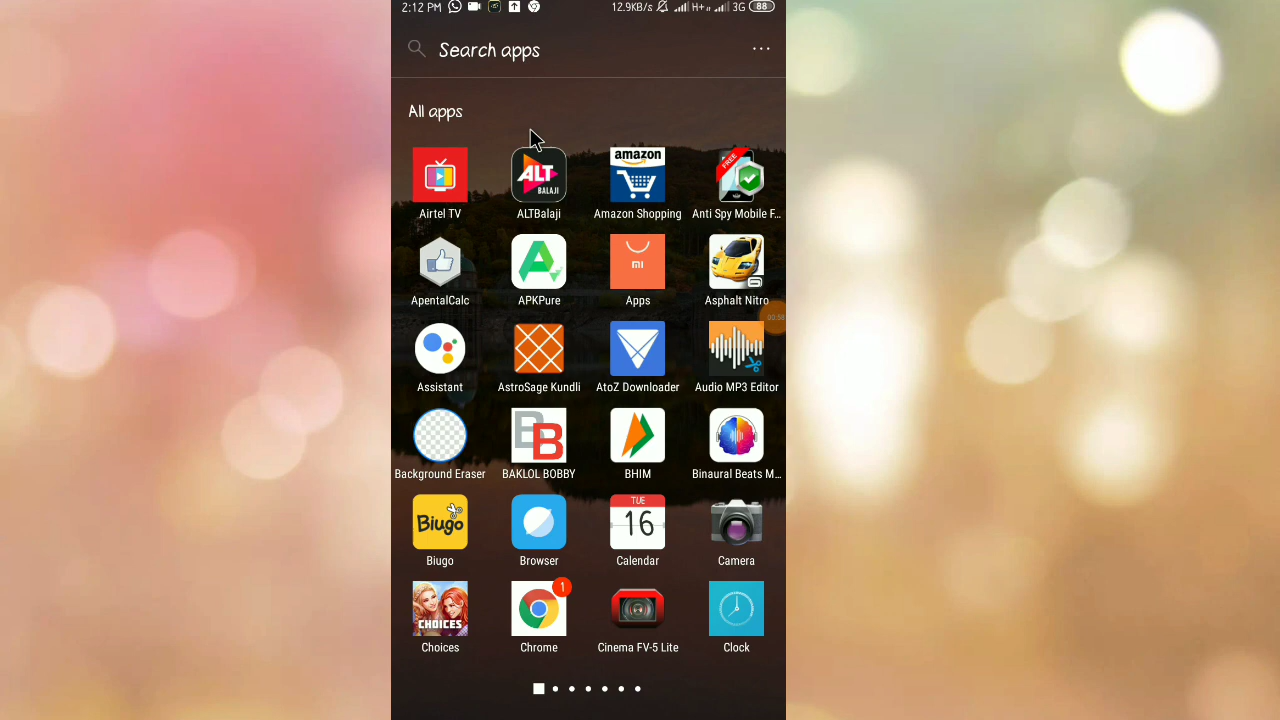 2:12 PM 12.9KB/s H+ 3G 88
Search apps
All apps
amazon FREE
ALT
BALAJI
Airtel TV ALTBalaji Amazon Shopping Anti Spy Mobile F...
mi
ApentalCalc APKPure Apps Asphalt Nitro
00:58
Assistant AstroSage Kundli AtoZ Downloader Audio MP3 Editor
B B
Background Eraser BAKLOL BOBBY BHIM Binaural Beats M...
TUE
Biugo 16
Biugo Browser Calendar Camera
1
CHOICES
Choices Chrome Cinema FV-5 Lite Clock